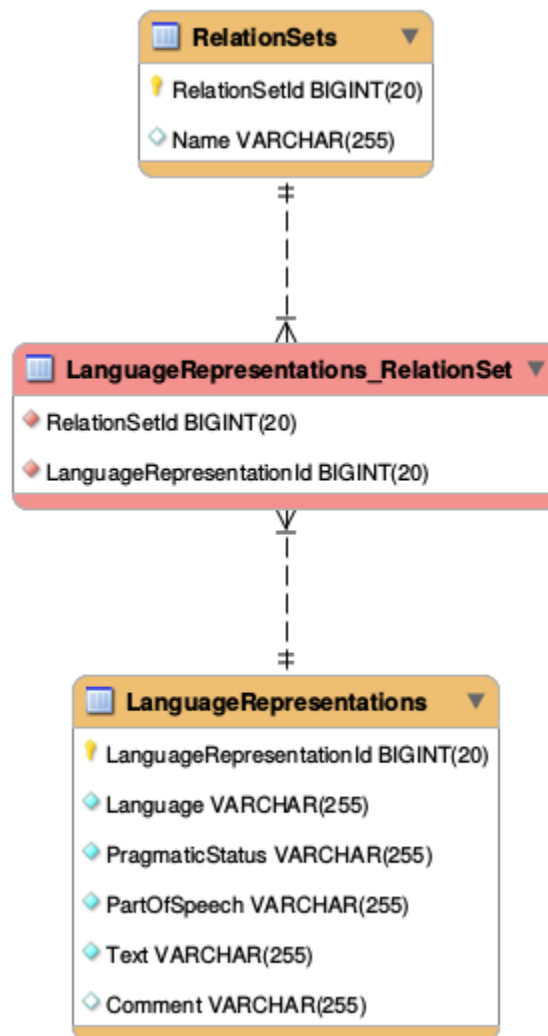 RelationSets
RelationSetId BIGINT(20)
Name VARCHAR(255)
LanguageRepresentations_RelationSet
RelationSetId BIGINT(20)
LanguageRepresentationId BIGINT(20)
LanguageRepresentations
LanguageRepresentationId BIGINT(20)
Language VARCHAR(255)
PragmaticStatus VARCHAR(255)
PartOfSpeech VARCHAR(255)
Text VARCHAR(255)
Comment VARCHAR(255)